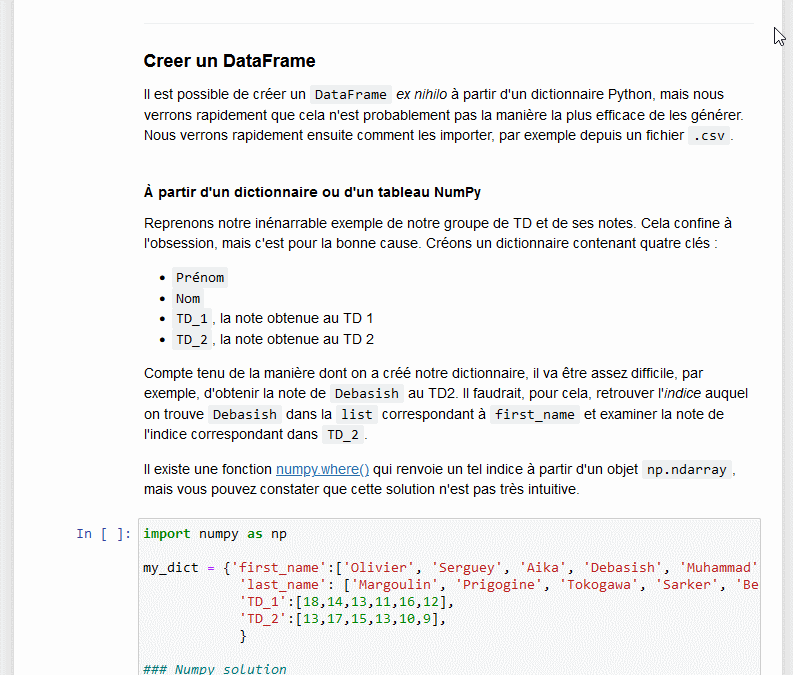 Creer un DataFrame
Il est possible de créer un DataFrame ex nihilo à partir d'un dictionnaire Python, mais nous
verrons rapidement que cela n'est probablement pas la manière la plus efficace de les générer.
Nous verrons rapidement ensuite comment les importer, par exemple depuis un fichier .csv .
À partir d'un dictionnaire ou d'un tableau NumPy
Reprenons notre inénarrable exemple de notre groupe de TD et de ses notes. Cela confine à
l'obsession, mais c'est pour la bonne cause. Créons un dictionnaire contenant quatre clés :
• Prénom
• Nom
• TD_1 , la note obtenue au TD 1
• TD_2 , la note obtenue au TD 2
Compte tenu de la manière dont on a créé notre dictionnaire, il va être assez difficile, par
exemple, d'obtenir la note de Debasish au TD2. Il faudrait, pour cela, retrouver l'indice auquel
on trouve Debasish dans la list correspondant à first_name et examiner la note de
l'indice correspondant dans TD_2 .
Il existe une fonction numpy.where() qui renvoie un tel indice à partir d'un objet np.ndarray ,
mais vous pouvez constater que cette solution n'est pas très intuitive.
In [ ]: import numpy as np
my_dict = {'first_name':['Olivier', 'Serguey', 'Aika', 'Debasish', 'Muhammad'
'last_name': ['Margoulin', 'Prigogine', 'Tokogawa', 'Sarker', 'Be
'TD_1':[18,14,13,11,16,12],
'TD_2':[13,17,15,13,10,9],
}
### Numpy solution